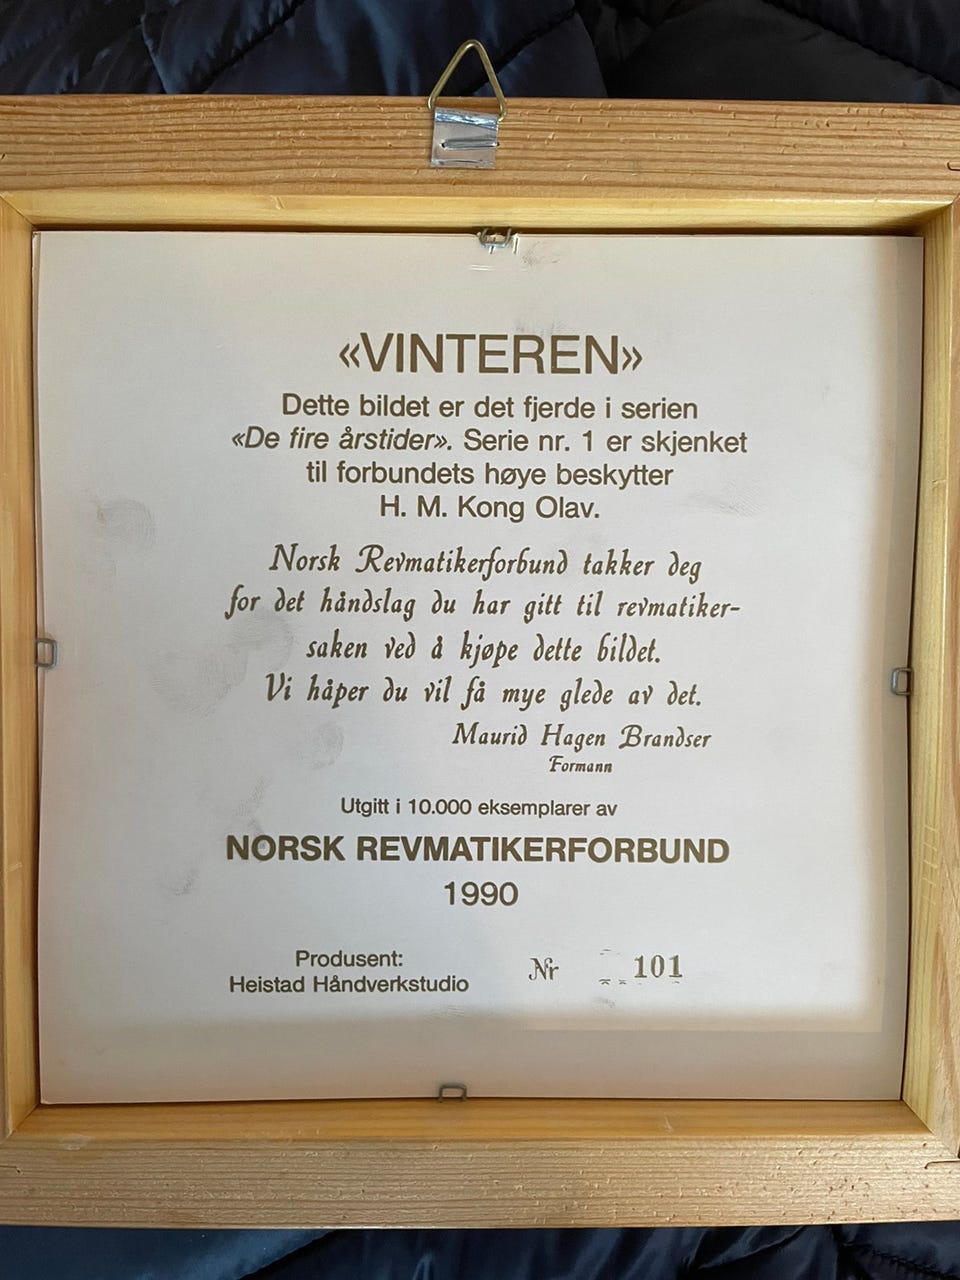 «VINTEREN»
Dette bildet er det fjerde i serien
«De fire årstider». Serie nr. 1 er skjenket
til forbundets høye beskytter
H. M. Kong Olav.
Norsk Revmatikerforbund takker deg
for det håndslag du har gitt til revmatiker-
saken ved å kjøpe dette bildet.
Vi håper du vil få mye glede av det.
Maurid Hagen Brandser
Formann
Utgitt i 10.000 eksemplarer av
NORSK REVMATIKERFORBUND
1990
Produsent:
Heistad Håndverkstudio
Nr 101